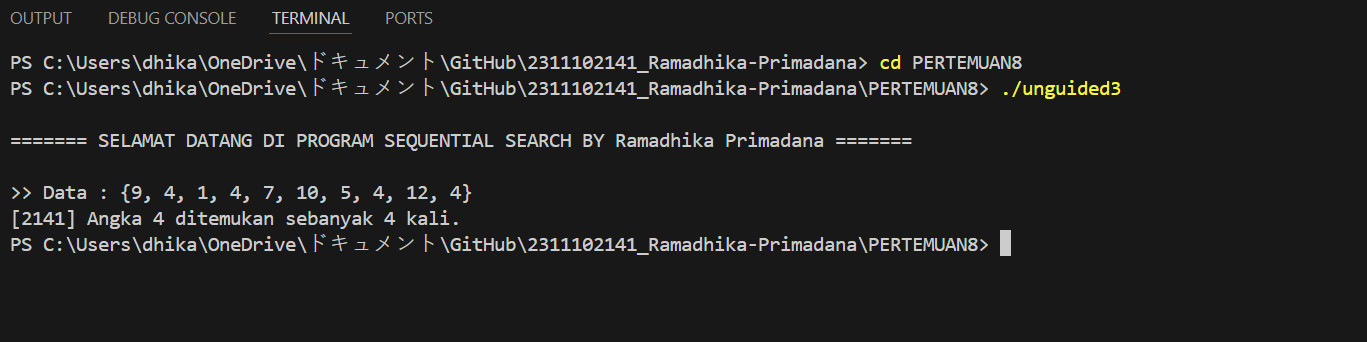 OUTPUT DEBUG CONSOLE TERMINAL PORTS
PS C:\Users\dhika\OneDrive\ドキュメント\GitHub\2311102141_Ramadhika-Primadana> cd PERTEMUAN8
PS C:\Users\dhika\OneDrive\ドキュメント\GitHub\2311102141_Ramadhika-Primadana\PERTEMUAN8> ./unguided3
======= SELAMAT DATANG DI PROGRAM SEQUENTIAL SEARCH BY Ramadhika Primadana =======
>> Data : {9, 4, 1, 4, 7, 10, 5, 4, 12, 4}
[2141] Angka 4 ditemukan sebanyak 4 kali.
PS C:\Users\dhika\OneDrive\ドキュメント\GitHub\2311102141_Ramadhika-Primadana\PERTEMUAN8>